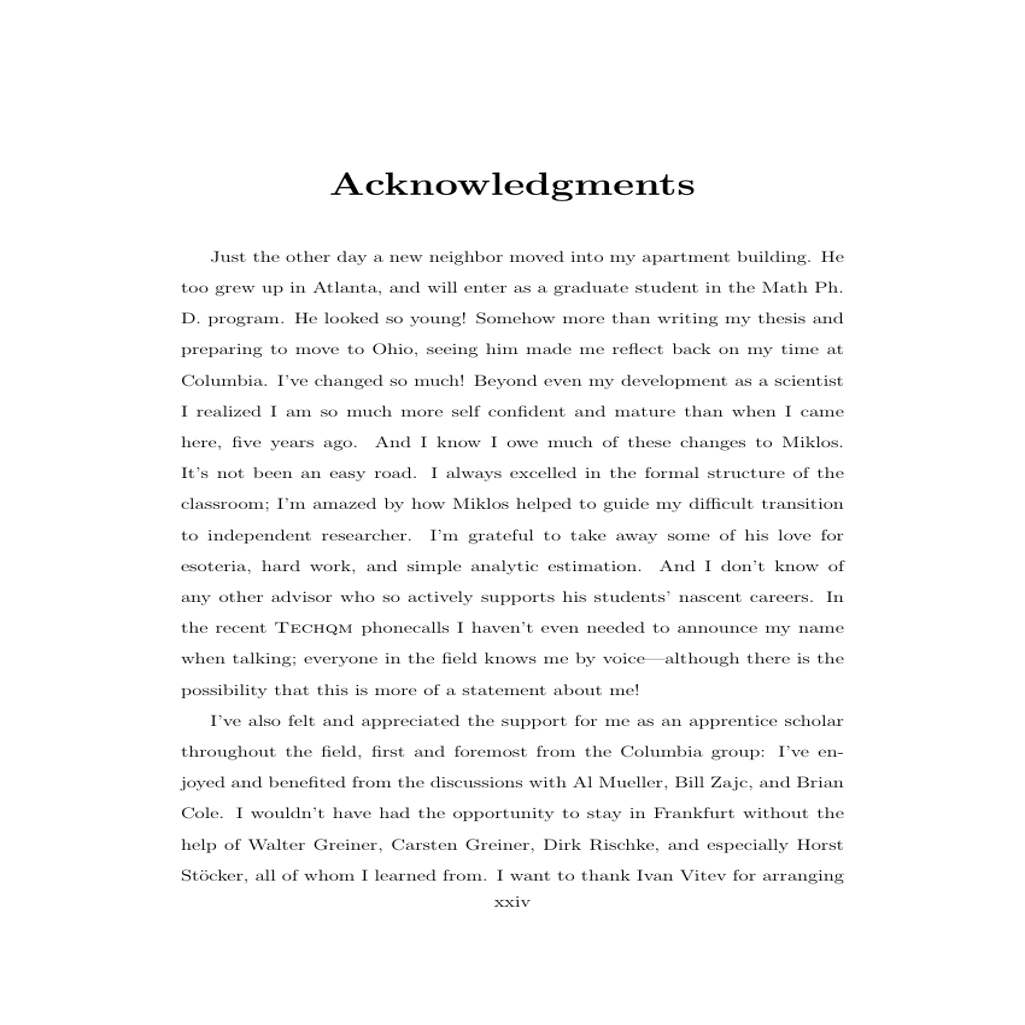 Acknowledgments
Just the other day a new neighbor moved into my apartment building. He
too grew up in Atlanta, and will enter as a graduate student in the Math Ph.
D. program. He looked so young! Somehow more than writing my thesis and
preparing to move to Ohio, seeing him made me reflect back on my time at
Columbia. I've changed so much! Beyond even my development as a scientist
I realized I am so much more self confident and mature than when I came
here, five years ago. And I know I owe much of these changes to Miklos.
It's not been an easy road. I always excelled in the formal structure of the
classroom; I'm amazed by how Miklos helped to guide my difficult transition
to independent researcher. I'm grateful to take away some of his love for
esoteria, hard work, and simple analytic estimation. And I don't know of
any other advisor who so actively supports his students' nascent careers. In
the recent TECHQM phonecalls I haven't even needed to announce my name
when talking; everyone in the field knows me by voice—although there is the
possibility that this is more of a statement about me!
I've also felt and appreciated the support for me as an apprentice scholar
throughout the field, first and foremost from the Columbia group: I've en-
joyed and benefited from the discussions with Al Mueller, Bill Zajc, and Brian
Cole. I wouldn't have had the opportunity to stay in Frankfurt without the
help of Walter Greiner, Carsten Greiner, Dirk Rischke, and especially Horst
Stöcker, all of whom I learned from. I want to thank Ivan Vitev for arranging
xxiv